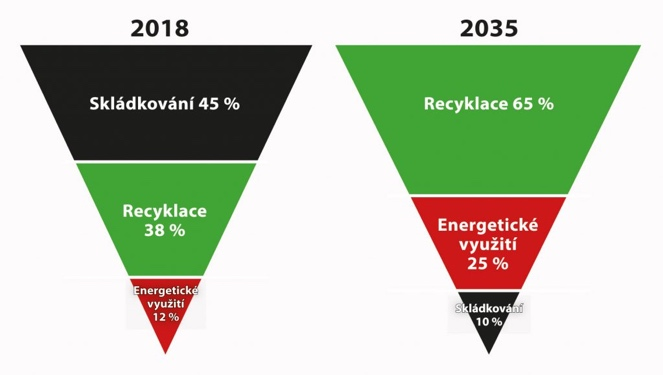 2018
Skládkování 45 %
Recyklace
38 %
Energetické
využití
12 %
2035
Recyklace 65 %
Energetické
využití
25 %
Skládkování
10 %